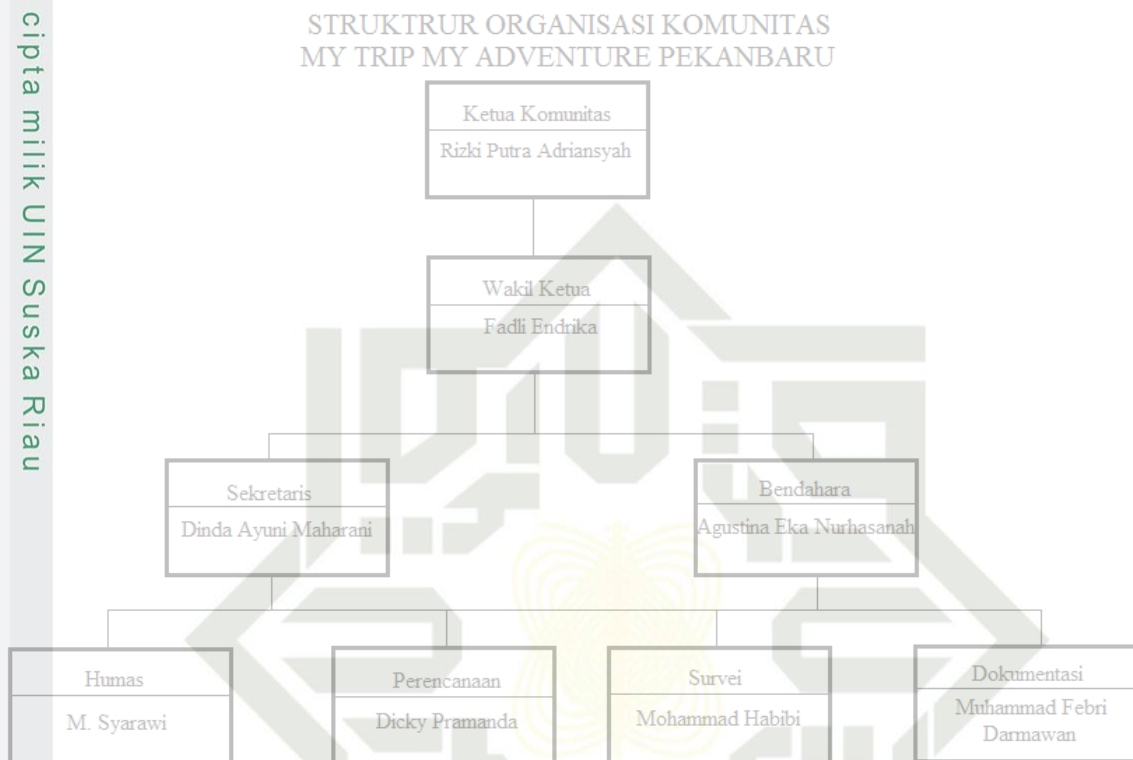 cipta milik UIN Suska Riau
STRUKTRUR ORGANISASI KOMUNITAS
MY TRIP MY ADVENTURE PEKANBARU
Ketua Komunitas
Rizki Putra Adriansyah
Wakil Ketua
Fadli Endrika
Sekretaris
Dinda Ayuni Maharani
Bendahara
Agustina Eka Nurhasanah
Humas
M. Syarawi
Perencanaan
Dicky Pramanda
Survei
Mohammad Habibi
Dokumentasi
Muhammad Febri
Darmawan